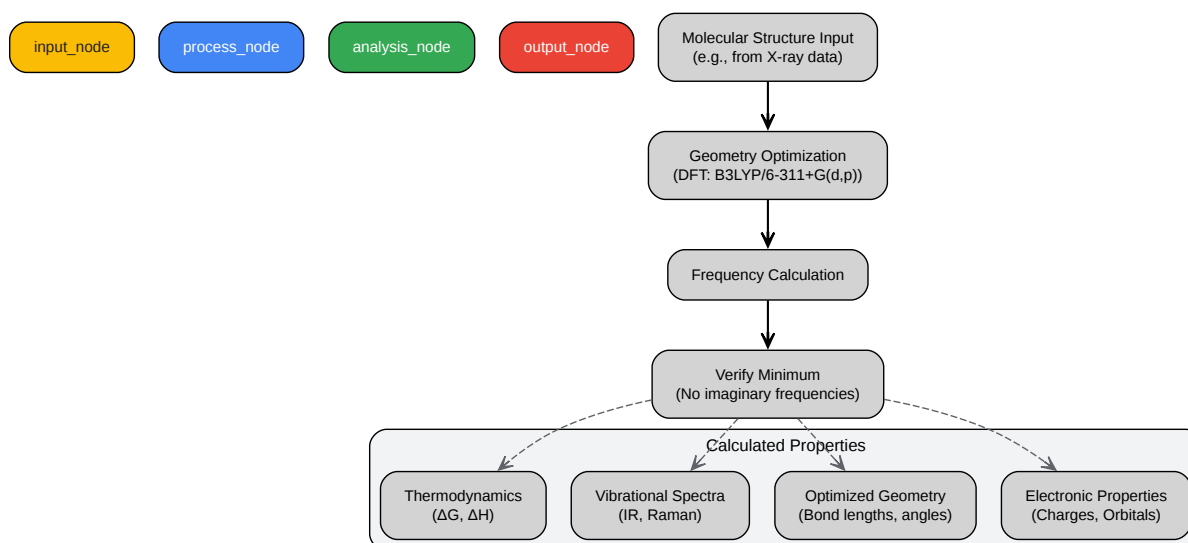 input_node
process_node
analysis_node
output_node
Molecular Structure Input
(e.g., from X-ray data)
Geometry Optimization
(DFT: B3LYP/6-311+G(d,p))
Frequency Calculation
Verify Minimum
(No imaginary frequencies)
Calculated Properties
Thermodynamics
(ΔG, ΔH)
Vibrational Spectra
(IR, Raman)
Optimized Geometry
(Bond lengths, angles)
Electronic Properties
(Charges, Orbitals)